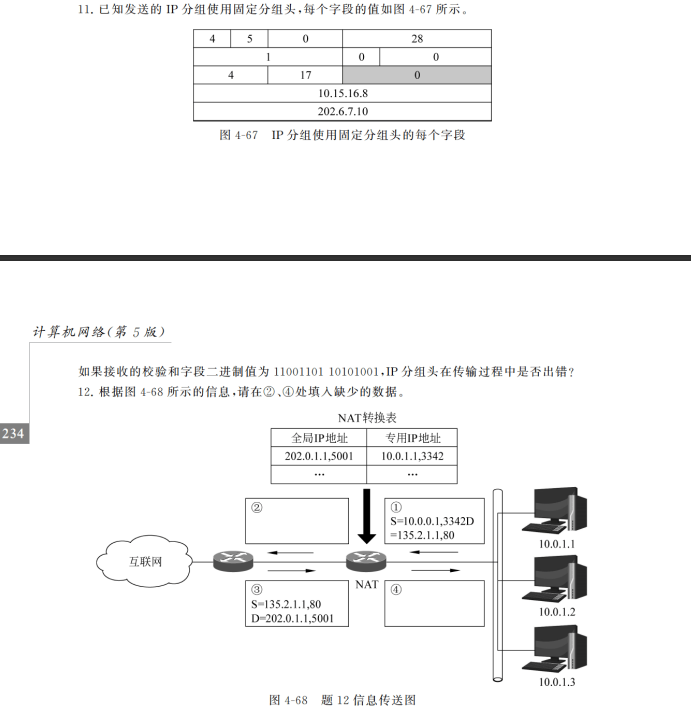 11. 已知发送的 IP 分组使用固定分组头,每个字段的值如图 4-67 所示。
4 5 0 28
1 0 0
4 17 0
10.15.16.8
202.6.7.10
图 4-67 IP 分组使用固定分组头的每个字段
计算机网络(第 5 版)
如果接收的校验和字段二进制值为 11001101 10101001,IP 分组头在传输过程中是否出错?
12. 根据图 4-68 所示的信息,请在②、④处填入缺少的数据。
234
NAT转换表
全局IP地址 专用IP地址
202.0.1.1,5001 10.0.1.1,3342
… …
②
①
S=10.0.0.1,3342D
=135.2.1.1,80
10.0.1.1
互联网
NAT
③
S=135.2.1.1,80
D=202.0.1.1,5001
④
10.0.1.2
10.0.1.3
图 4-68 题 12 信息传送图